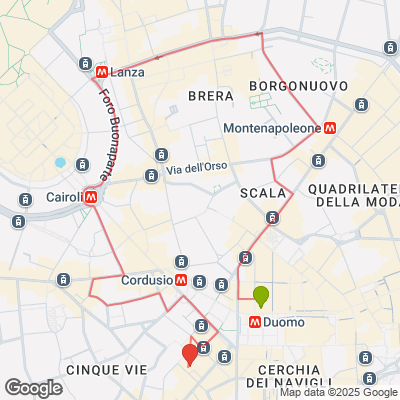 Lanza
BORGONUOVO
BRERA
Foro Buonaparte
Montenapoleone
Via dell'Orso
SCALA
QUADRILATER
DELLA MODA
Cairoli
Cordusio
Duomo
CINQUE VIE
CERCHIA
DEI NAVIGLI
Google
Map data ©2025 Google